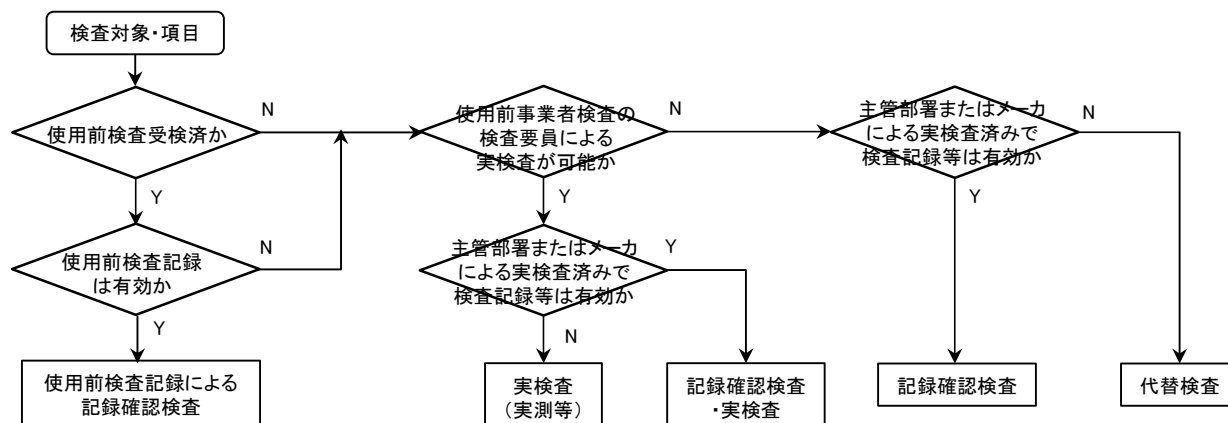 検査対象・項目
使用前検査受検済か
N
Y
使用前検査記録
は有効か
N
Y
使用前検査記録による
記録確認検査
使用前事業者検査の
検査要員による
実検査が可能か
N
Y
主管部署またはメーカ
による実検査済みで
検査記録等は有効か
Y
N
実検査
(実測等)
記録確認検査
・実検査
主管部署またはメーカ
による実検査済みで
検査記録等は有効か
N
Y
記録確認検査
代替検査